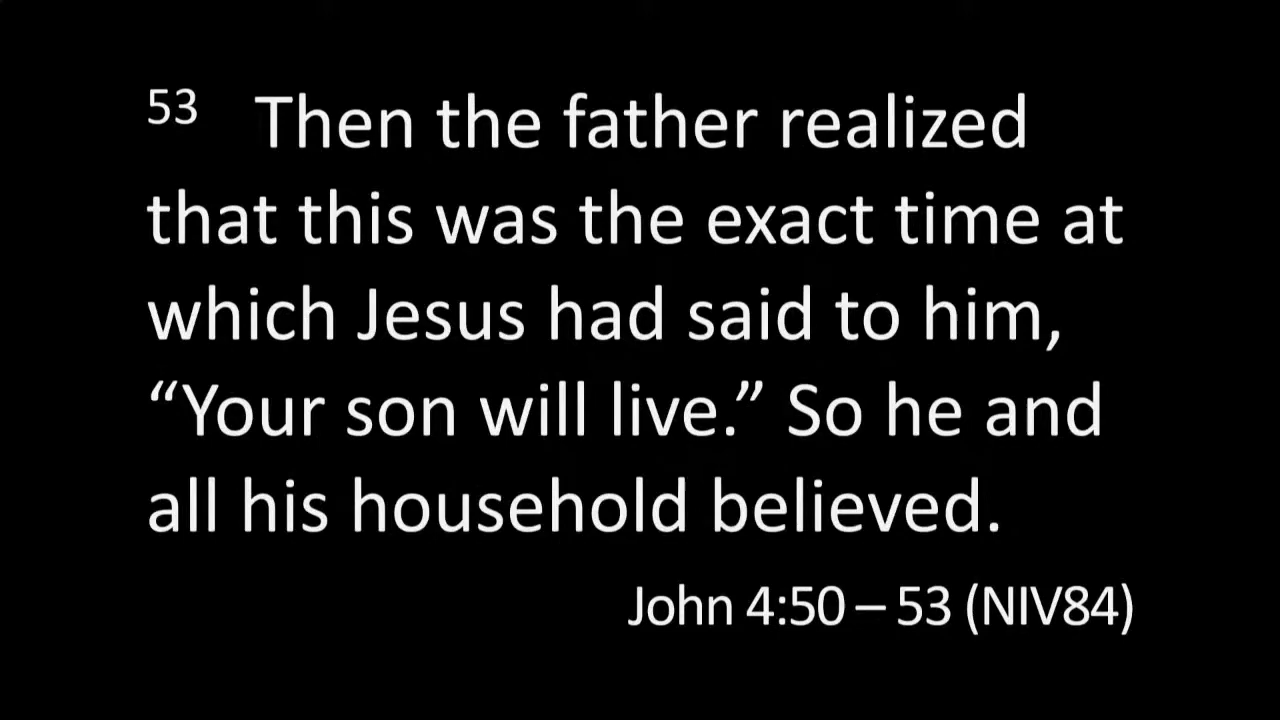 53 Then the father realized
that this was the exact time at
which Jesus had said to him,
“Your son will live.” So he and
all his household believed.
John 4:50 – 53 (NIV84)